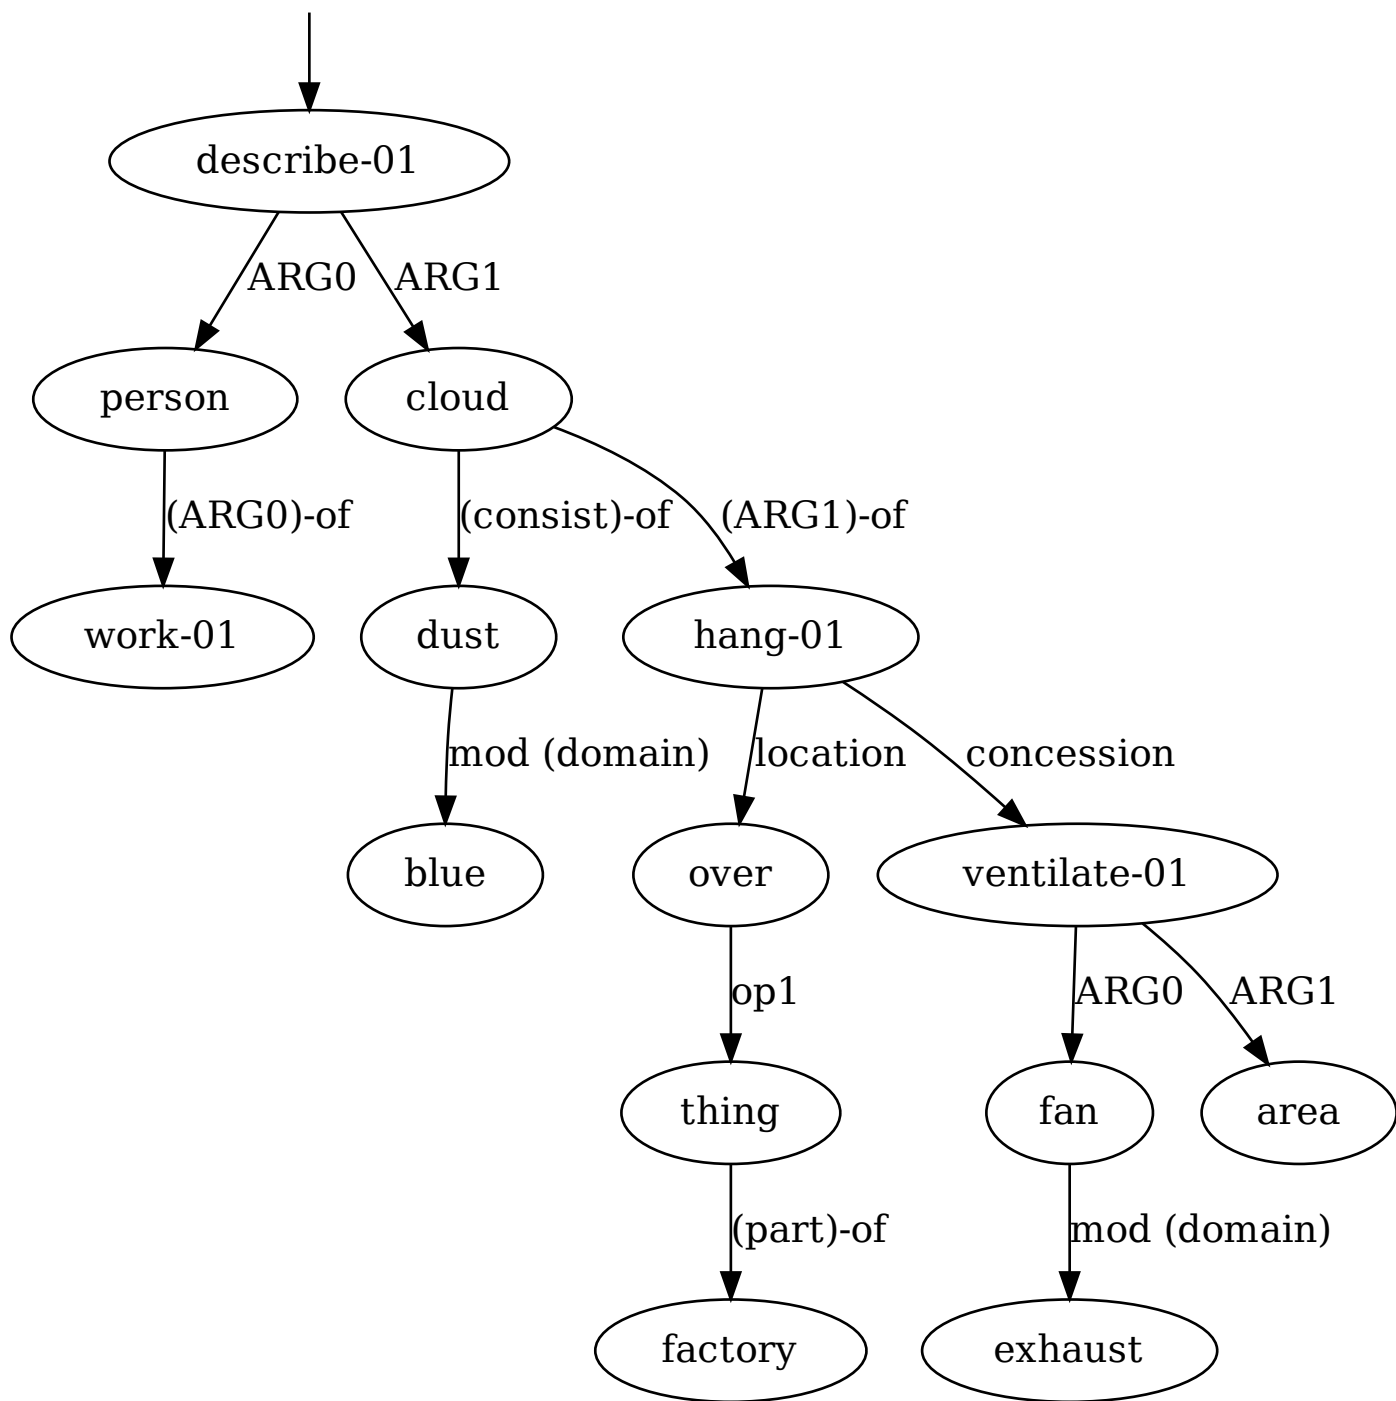 describe-01
ARG0 ARG1
person cloud
(ARG0)-of (consist)-of (ARG1)-of
work-01 dust hang-01
mod (domain) location concession
blue over ventilate-01
op1 ARG0 ARG1
thing fan area
(part)-of mod (domain)
factory exhaust